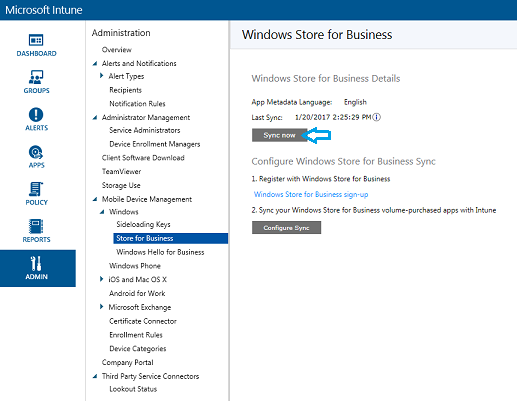 Microsoft Intune
DASHBOARD
GROUPS
ALERTS
APPS
POLICY
REPORTS
ADMIN
Administration
Overview
Alerts and Notifications
Alert Types
Recipients
Notification Rules
Administrator Management
Service Administrators
Device Enrollment Managers
Client Software Download
TeamViewer
Storage Use
Mobile Device Management
Windows
Sideloading Keys
Store for Business
Windows Hello for Business
Windows Phone
iOS and Mac OS X
Android for Work
Microsoft Exchange
Certificate Connector
Enrollment Rules
Device Categories
Company Portal
Third Party Service Connectors
Lookout Status
Windows Store for Business
Windows Store for Business Details
App Metadata Language: English
Last Sync: 1/20/2017 2:25:29 PM
Sync now
Configure Windows Store for Business Sync
1. Register with Windows Store for Business
Windows Store for Business sign-up
2. Sync your Windows Store for Business volume-purchased apps with Intune
Configure Sync